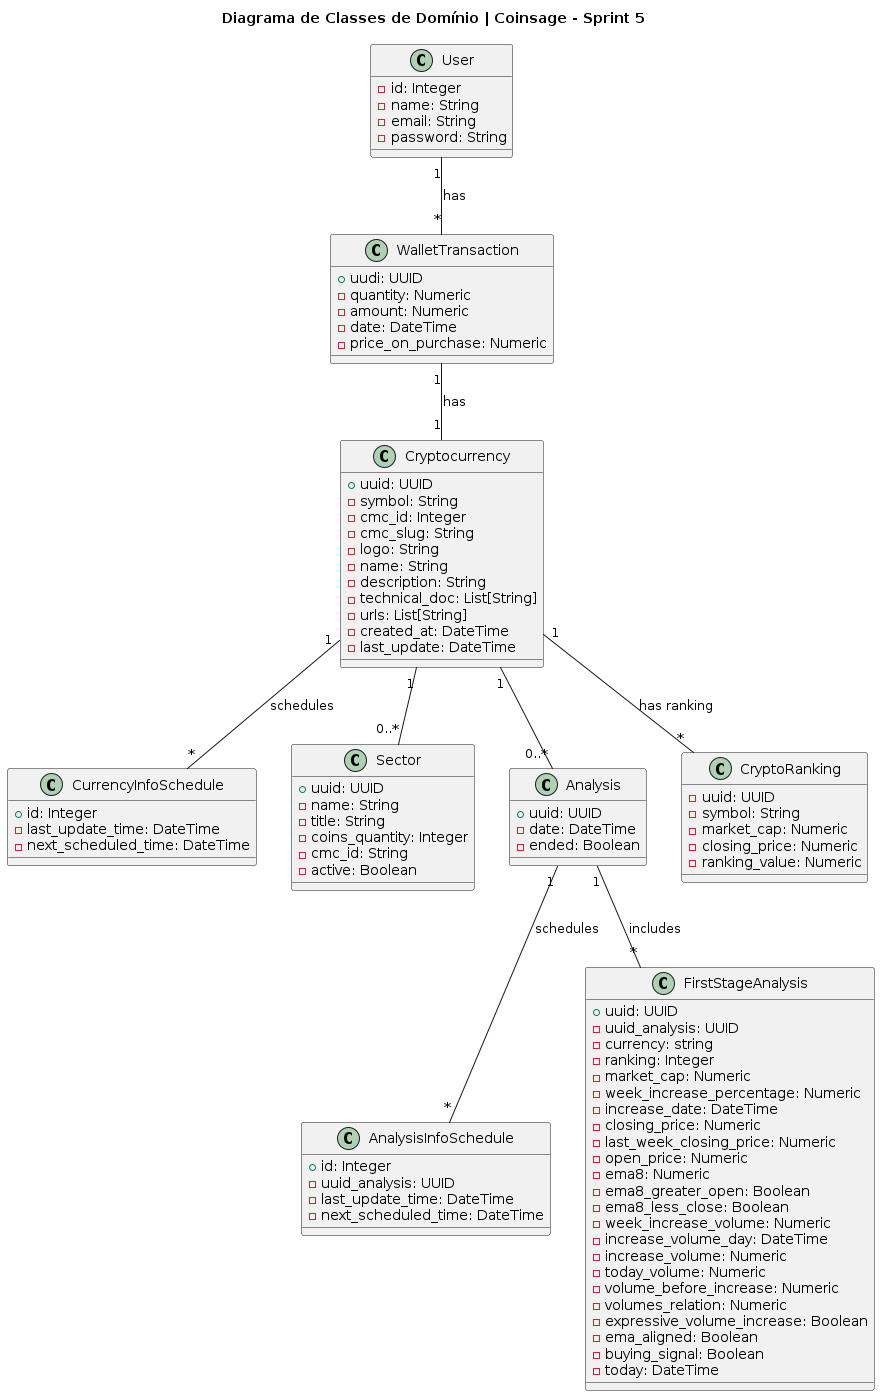 Diagrama de Classes de Domínio | Coinsage - Sprint 5
C User
id: Integer
name: String
email: String
password: String
1
has
*
C WalletTransaction
uudi: UUID
quantity: Numeric
amount: Numeric
date: DateTime
price_on_purchase: Numeric
1
has
1
C Cryptocurrency
uuid: UUID
symbol: String
cmc_id: Integer
cmc_slug: String
logo: String
name: String
description: String
technical_doc: List[String]
urls: List[String]
created_at: DateTime
last_update: DateTime
1
schedules
*
1
0..*
1
0..*
1
has ranking
*
C CurrencyInfoSchedule
id: Integer
last_update_time: DateTime
next_scheduled_time: DateTime
C Sector
uuid: UUID
name: String
title: String
coins_quantity: Integer
cmc_id: String
active: Boolean
C Analysis
uuid: UUID
date: DateTime
ended: Boolean
C CryptoRanking
uuid: UUID
symbol: String
market_cap: Numeric
closing_price: Numeric
ranking_value: Numeric
1
schedules
*
1
includes
*
C AnalysisInfoSchedule
id: Integer
uuid_analysis: UUID
last_update_time: DateTime
next_scheduled_time: DateTime
C FirstStageAnalysis
uuid: UUID
uuid_analysis: UUID
currency: string
ranking: Integer
market_cap: Numeric
week_increase_percentage: Numeric
increase_date: DateTime
closing_price: Numeric
last_week_closing_price: Numeric
open_price: Numeric
ema8: Numeric
ema8_greater_open: Boolean
ema8_less_close: Boolean
week_increase_volume: Numeric
increase_volume_day: DateTime
increase_volume: Numeric
today_volume: Numeric
volume_before_increase: Numeric
volumes_relation: Numeric
expressive_volume_increase: Boolean
ema_aligned: Boolean
buying_signal: Boolean
today: DateTime